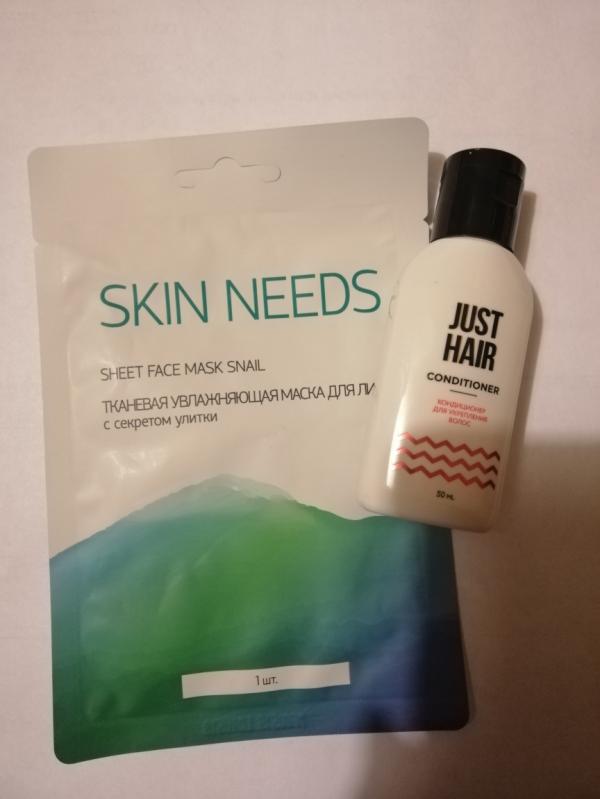 SKIN NEEDS
SHEET FACE MASK SNAIL
ТКАНЕВАЯ УВЛАЖНЯЮЩАЯ МАСКА ДЛЯ
с секретом улитки
1 шт.
JUST
HAIR
CONDITIONER
КОНДИЦИОНЕР
ДЛЯ УКРЕПЛЕНИЯ
ВОЛОС
50 ML